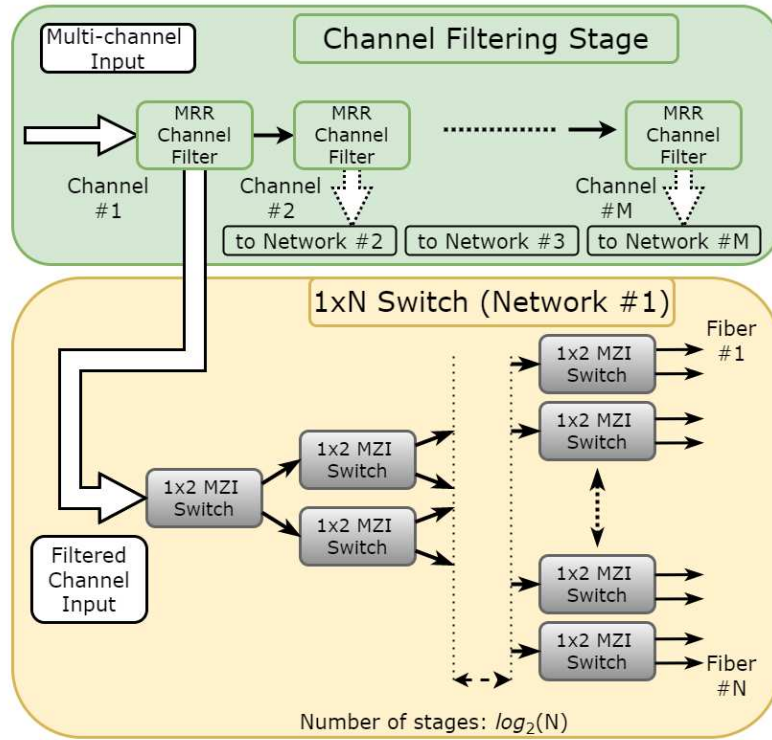 Multi-channel
Input
Channel Filtering Stage
MRR
Channel
Filter
MRR
Channel
Filter
MRR
Channel
Filter
Channel
#1
Channel
#2
Channel
#M
to Network #2
to Network #3
to Network #M
1xN Switch (Network #1)
Fiber
#1
1x2 MZI
Switch
1x2 MZI
Switch
1x2 MZI
Switch
1x2 MZI
Switch
1x2 MZI
Switch
Filtered
Channel
Input
1x2 MZI
Switch
1x2 MZI
Switch
Fiber
#N
Number of stages: log₂(N)